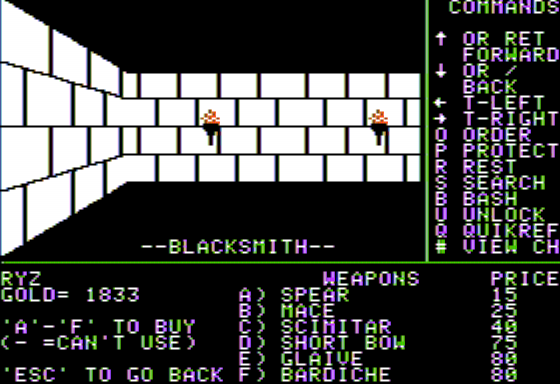 COMMANDS
↑ OR RET
FORWARD
↓ OR /
BACK
← T-LEFT
→ T-RIGHT
O ORDER
P PROTECT
R REST
S SEARCH
B BASH
U UNLOCK
Q QUIKREF
# VIEW CH
--BLACKSMITH--
RYZ WEAPONS PRICE
GOLD= 1833 A) SPEAR 15
B) MACE 25
'A'-'F' TO BUY C) SCIMITAR 40
(- =CAN'T USE) D) SHORT BOW 75
E) GLAIVE 80
'ESC' TO GO BACK F) BARDICHE 80